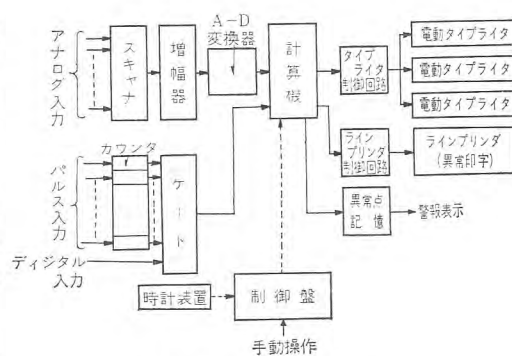 アナログ入力
スキャナ
増幅器
A-D
変換器
計算機
タイプ
ライタ
制御回路
電動タイプライタ
電動タイプライタ
電動タイプライタ
ライン
プリンダ
制御回路
ラインプリンダ
(異常印字)
異常点
記憶
警報表示
カウンタ
パルス入力
ゲート
ディジタル
入力
時計装置
制御盤
手動操作